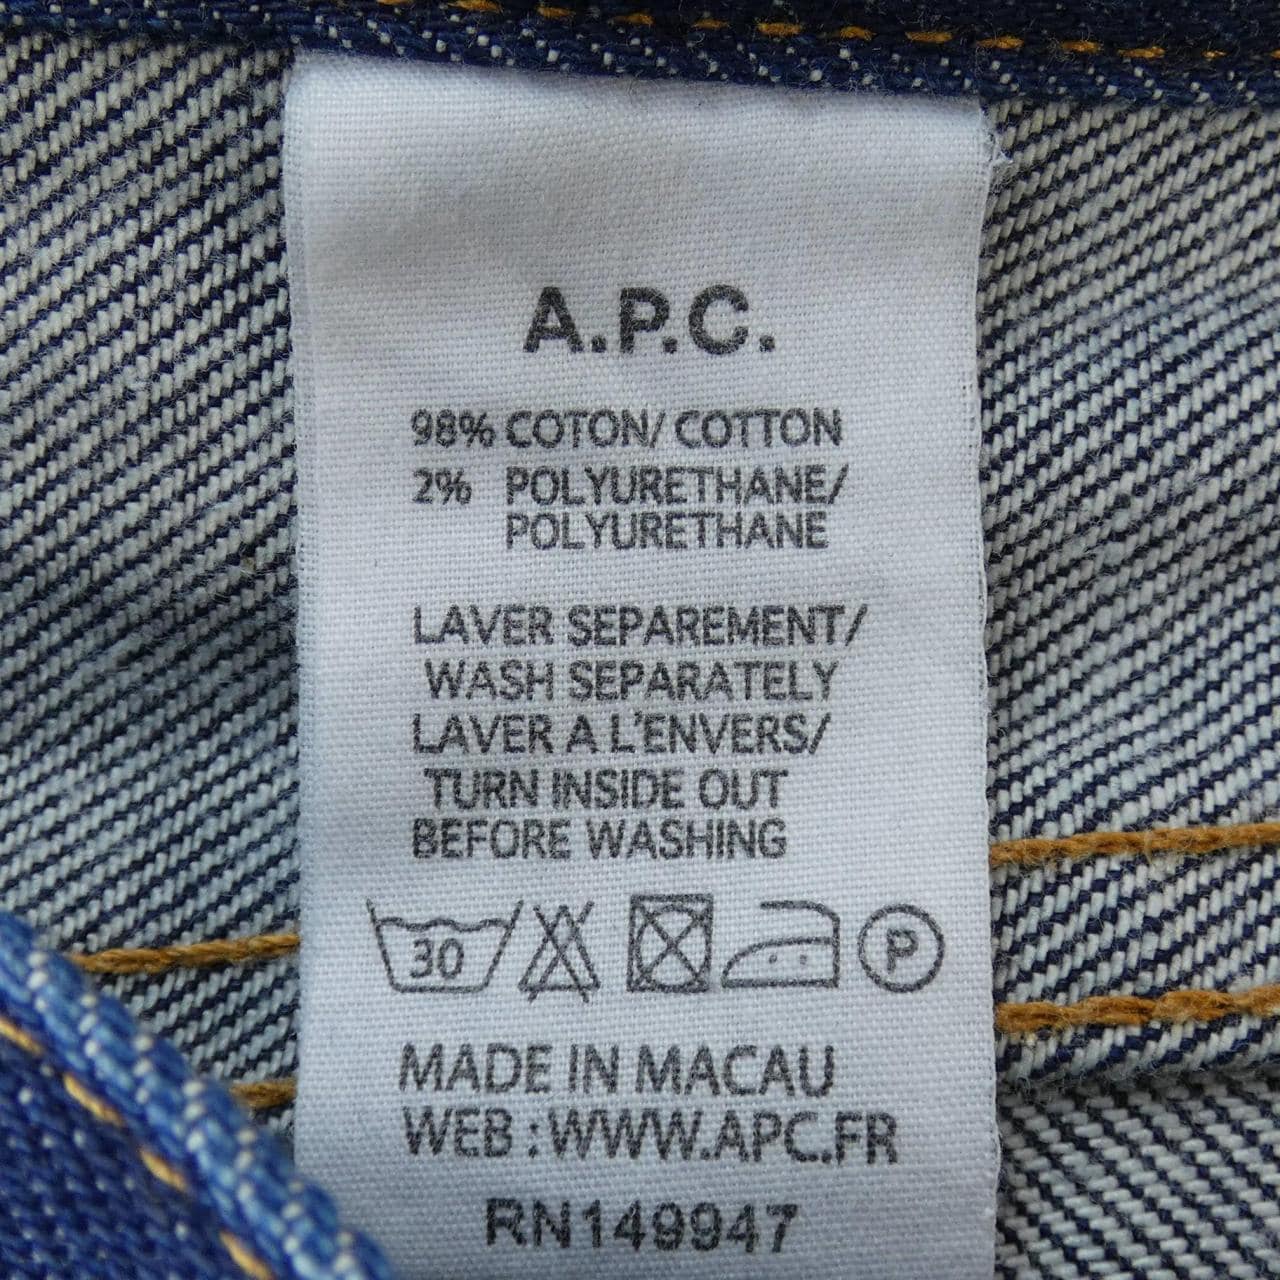 A.P.C.
98% COTON/ COTTON
2% POLYURETHANE/
POLYURETHANE
LAVER SEPAREMENT/
WASH SEPARATELY
LAVER A L'ENVERS/
TURN INSIDE OUT
BEFORE WASHING
30 P
MADE IN MACAU
WEB : WWW.APC.FR
RN149947